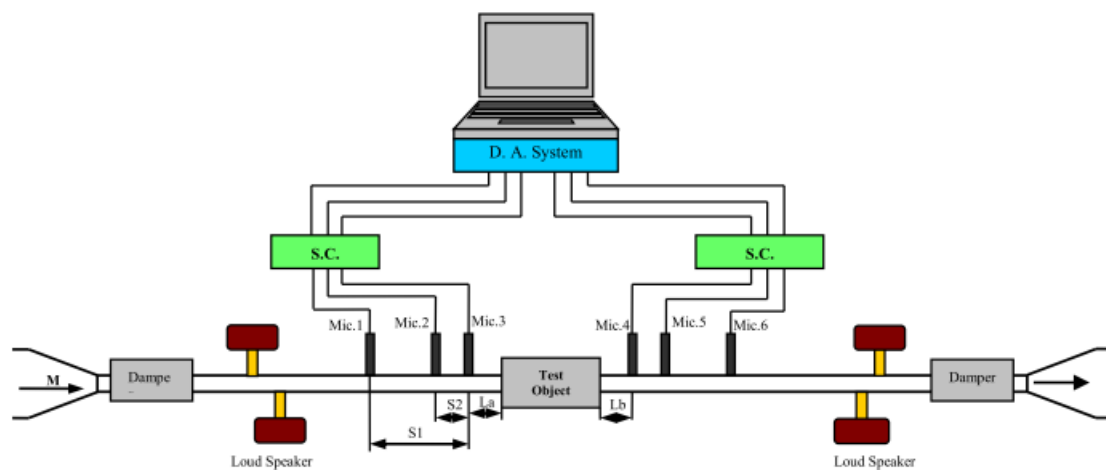 D. A. System
S.C.
S.C.
Mic.1
Mic.2
Mic.3
Mic.4
Mic.5
Mic.6
M
Dampe
Test
Object
Damper
S2
La
Lb
S1
Loud Speaker
Loud Speaker